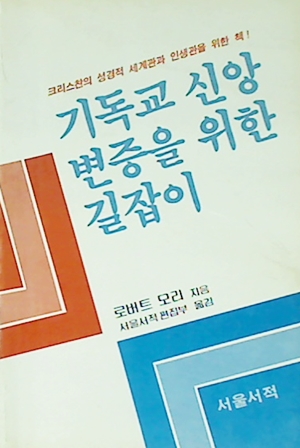 크리스챤의 성경적 세계관과 인생관을 위한 책!
기독교 신앙
변증을 위한
길잡이
로버트 모리 지음
서울서적 편집부 옮김
서울서적